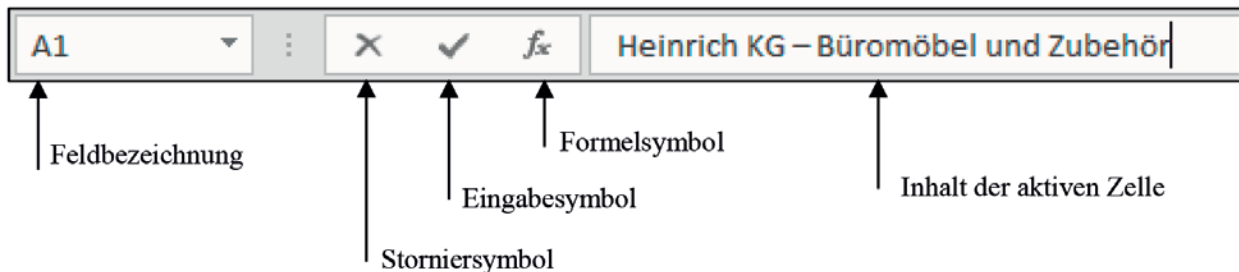 A1 fx Heinrich KG – Büromöbel und Zubehör
Feldbezeichnung
Formelsymbol
Inhalt der aktiven Zelle
Eingabesymbol
Storniersymbol